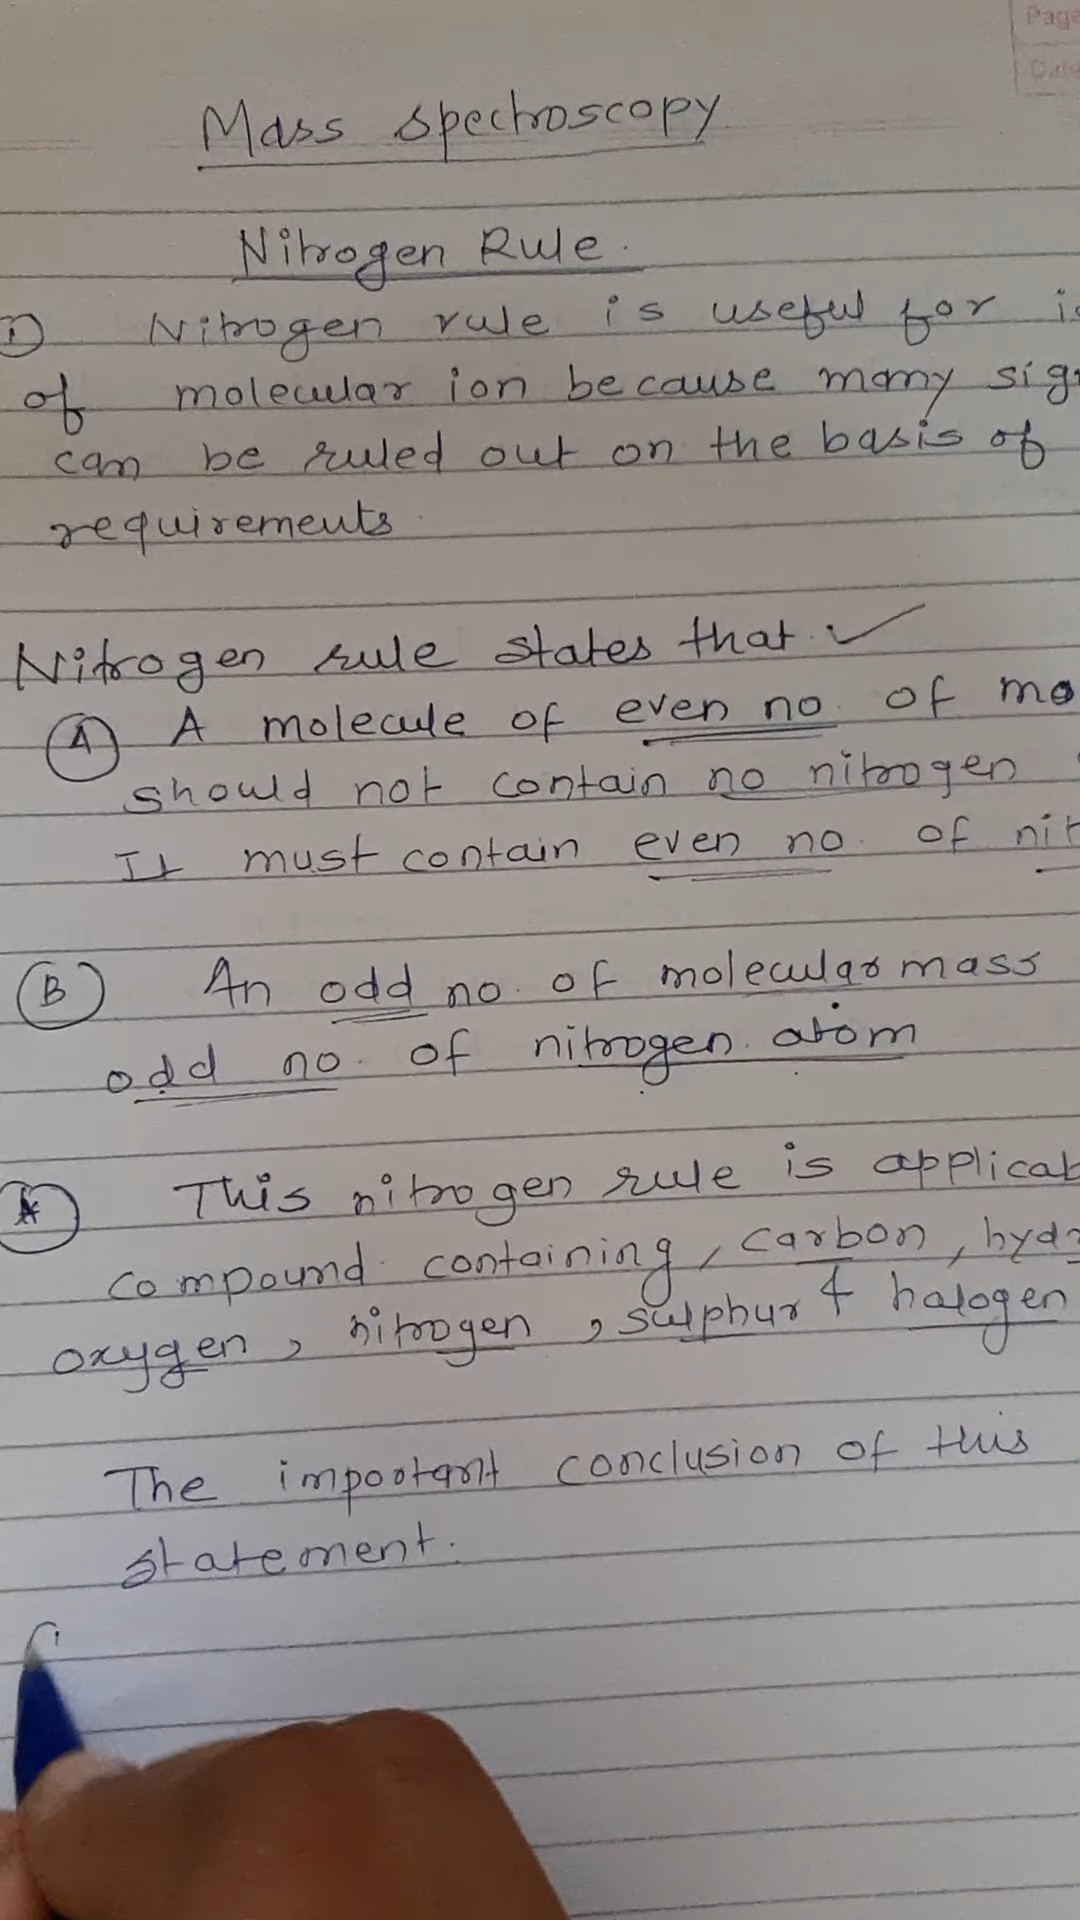 Page
Date
Mass spectroscopy
Nitrogen Rule.
1) Nitrogen rule is useful for
of molecular ion because many
can be ruled out on the basis of
requirements
Nitrogen rule states that ✓
A A molecule of even no. of
should not contain no nitrogen
It must contain even no. of
B An odd no. of molecular mass
odd no. of nitrogen atom
This nitrogen rule is
compound containing, carbon,
oxygen, nitrogen, sulphur & halogen
The important conclusion of this
statement.